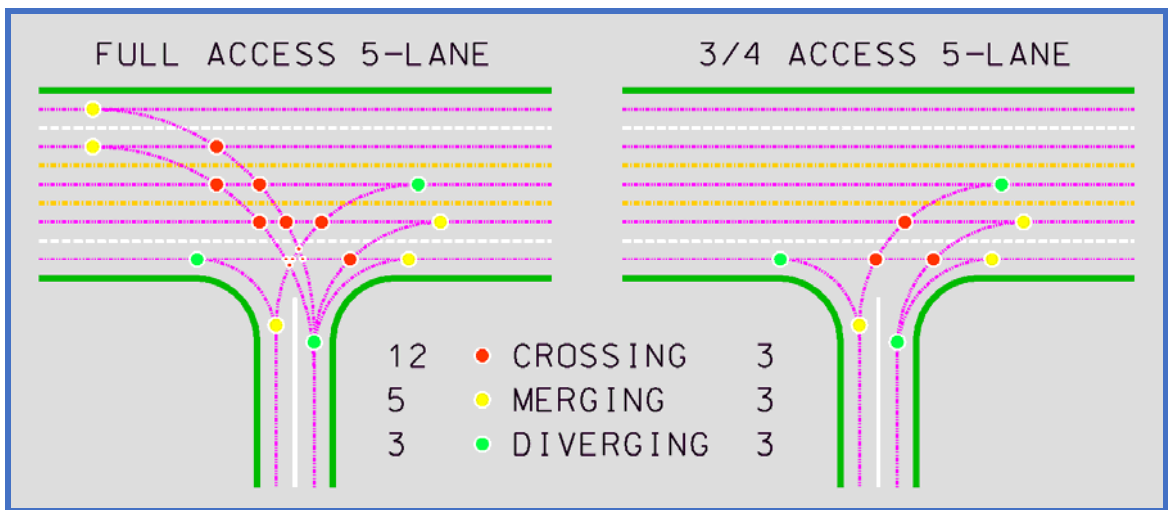 FULL ACCESS 5-LANE
3/4 ACCESS 5-LANE
12 CROSSING 3
5 MERGING 3
3 DIVERGING 3